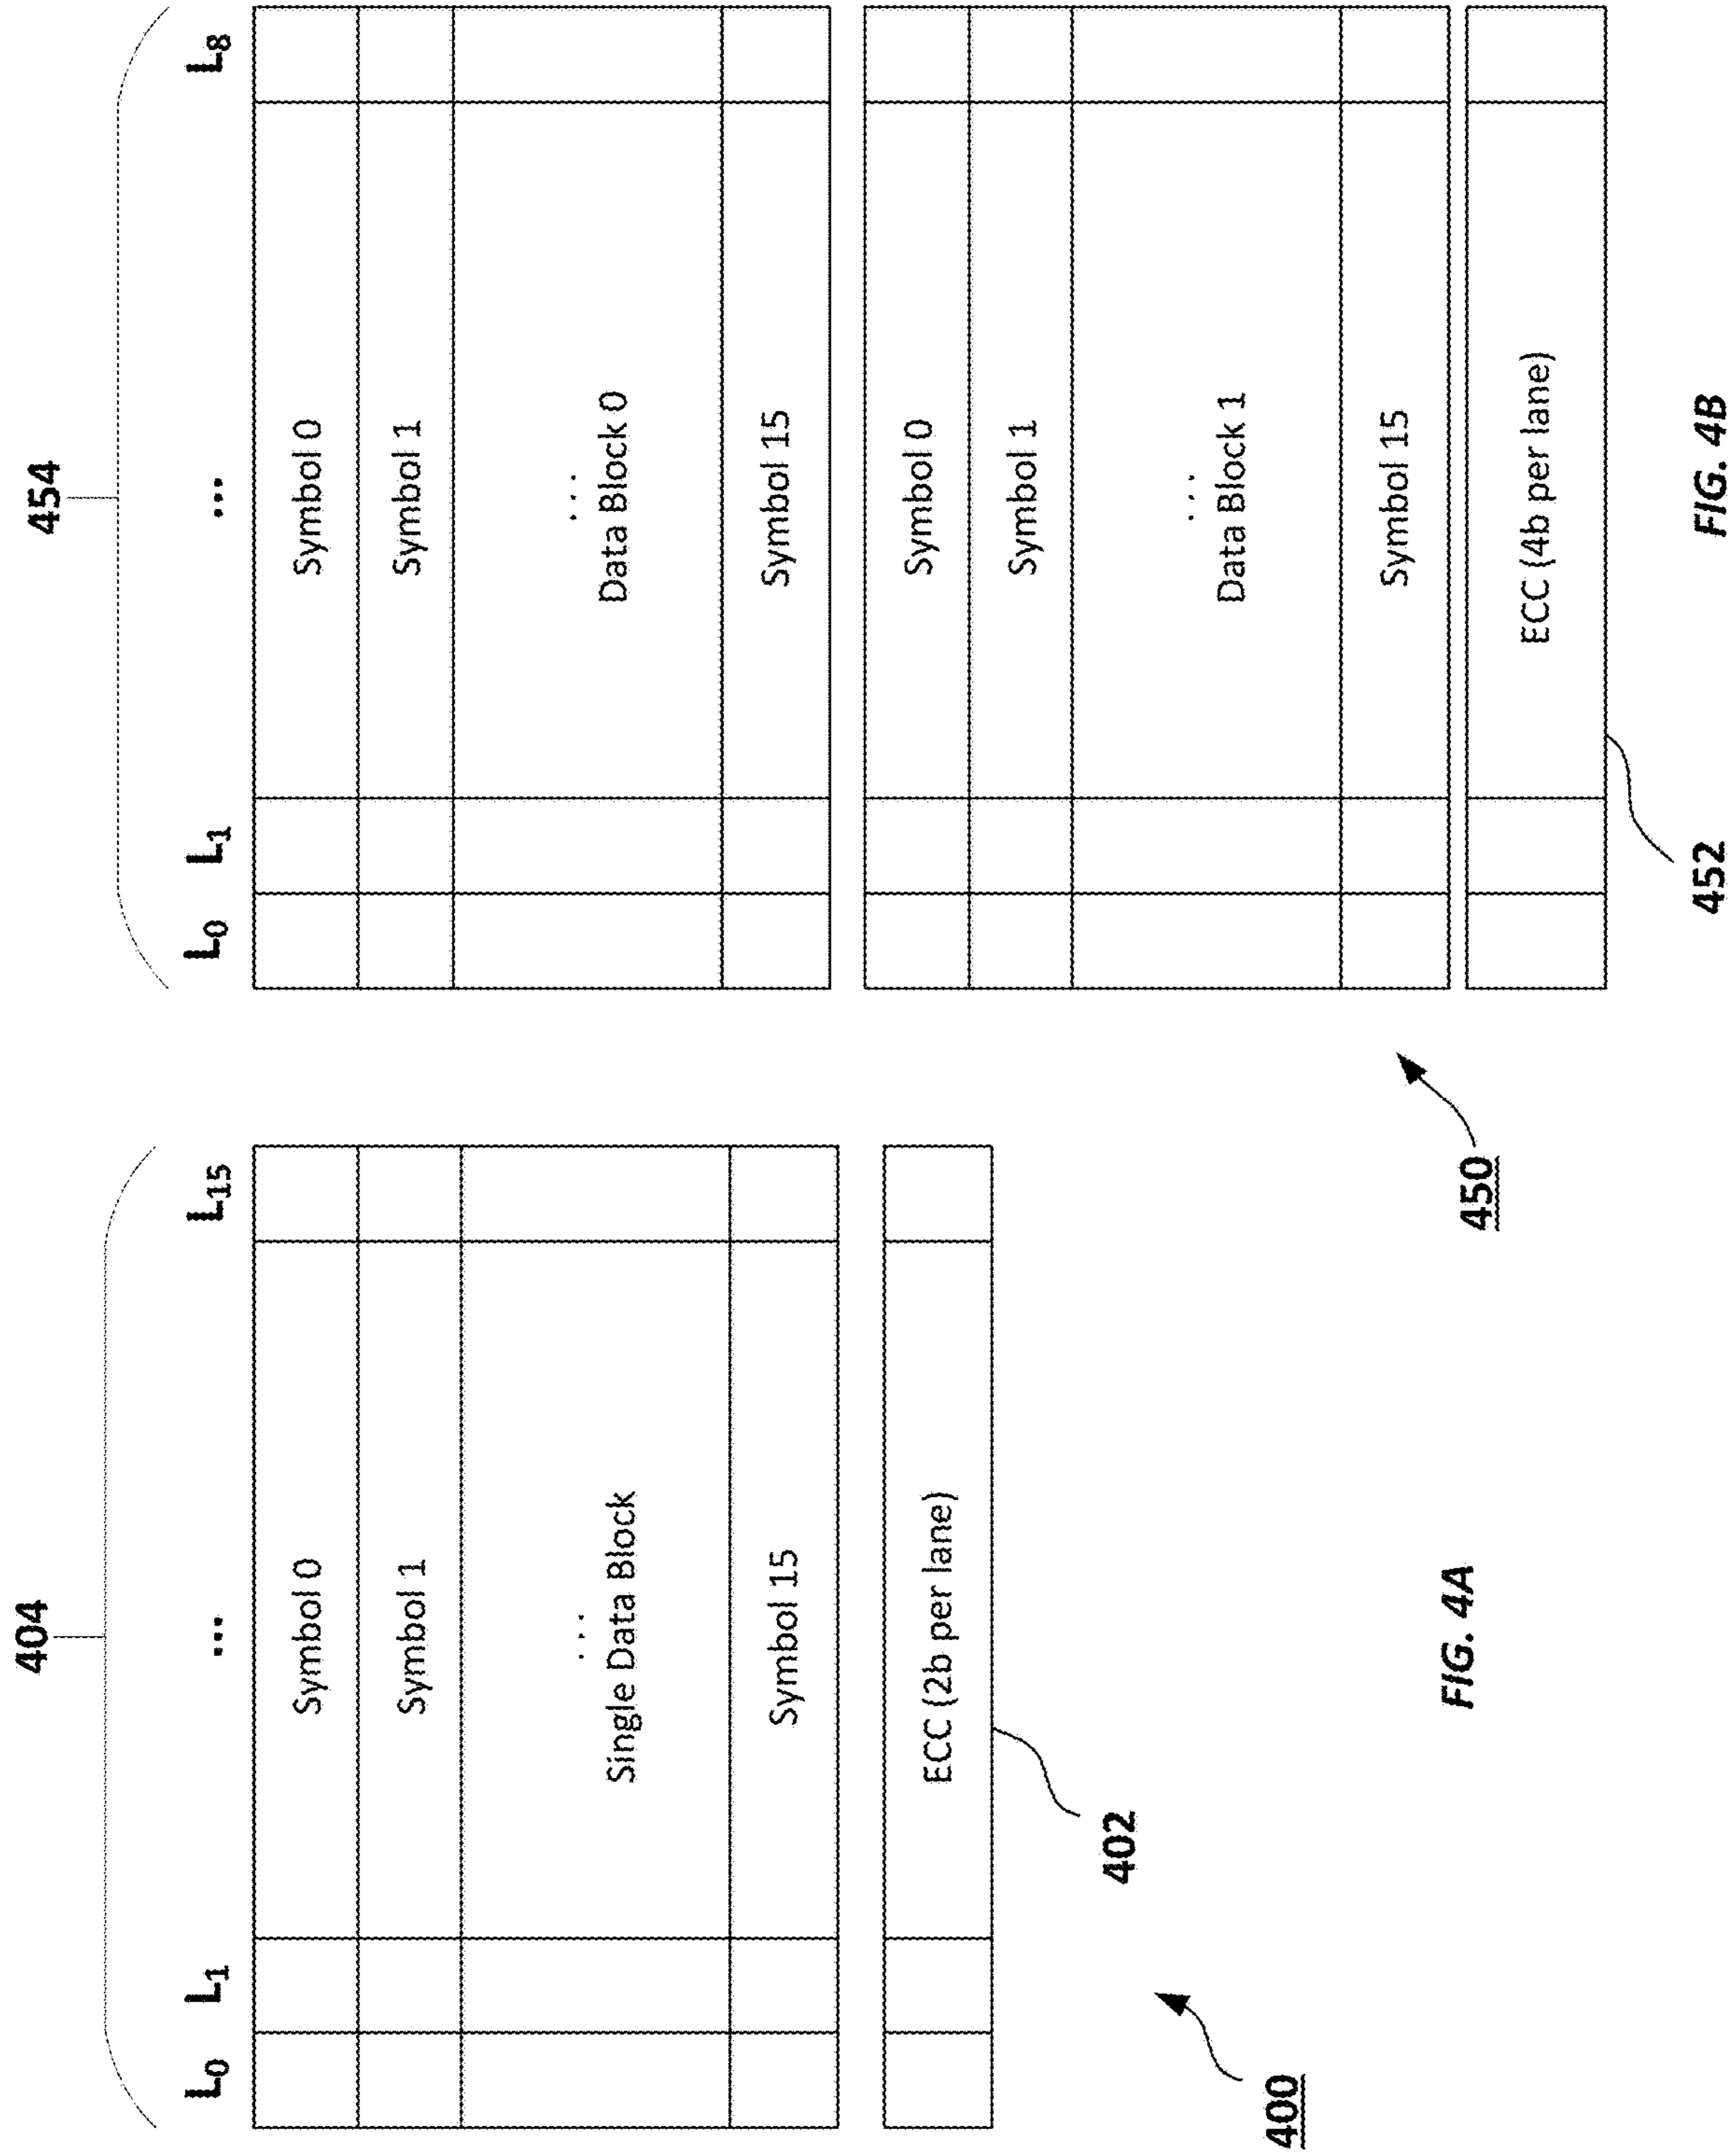 404
L0 L1 ... L15
Symbol 0
Symbol 1
...
Single Data Block
Symbol 15
ECC (2b per lane)
402
400
FIG. 4A
454
L0 L1 ... L8
Symbol 0
Symbol 1
...
Data Block 0
Symbol 15
Symbol 0
Symbol 1
...
Data Block 1
Symbol 15
ECC (4b per lane)
452
450
FIG. 4B